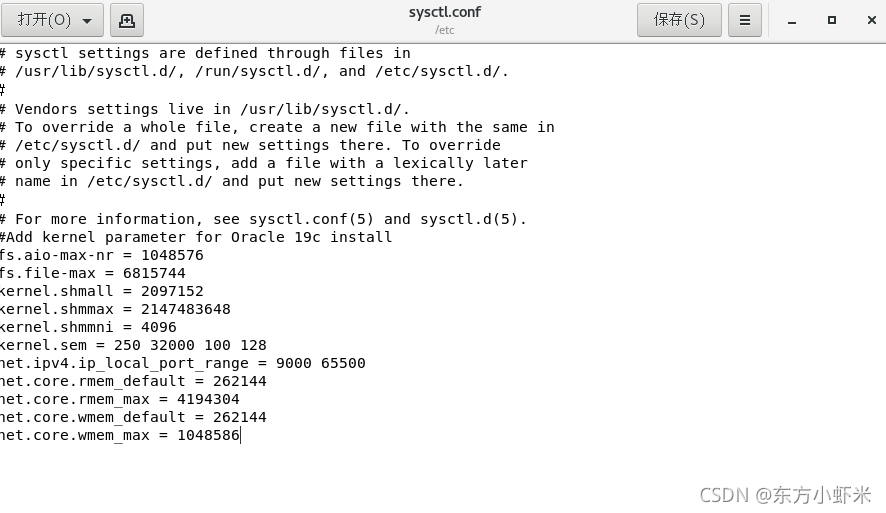 打开(O)
sysctl.conf
/etc
保存(S)
# sysctl settings are defined through files in
# /usr/lib/sysctl.d/, /run/sysctl.d/, and /etc/sysctl.d/.
#
# Vendors settings live in /usr/lib/sysctl.d/.
# To override a whole file, create a new file with the same in
# /etc/sysctl.d/ and put new settings there. To override
# only specific settings, add a file with a lexically later
# name in /etc/sysctl.d/ and put new settings there.
#
# For more information, see sysctl.conf(5) and sysctl.d(5).
#Add kernel parameter for Oracle 19c install
fs.aio-max-nr = 1048576
fs.file-max = 6815744
kernel.shmall = 2097152
kernel.shmmax = 2147483648
kernel.shmmni = 4096
kernel.sem = 250 32000 100 128
net.ipv4.ip_local_port_range = 9000 65500
net.core.rmem_default = 262144
net.core.rmem_max = 4194304
net.core.wmem_default = 262144
net.core.wmem_max = 1048586
CSDN @东方小虾米